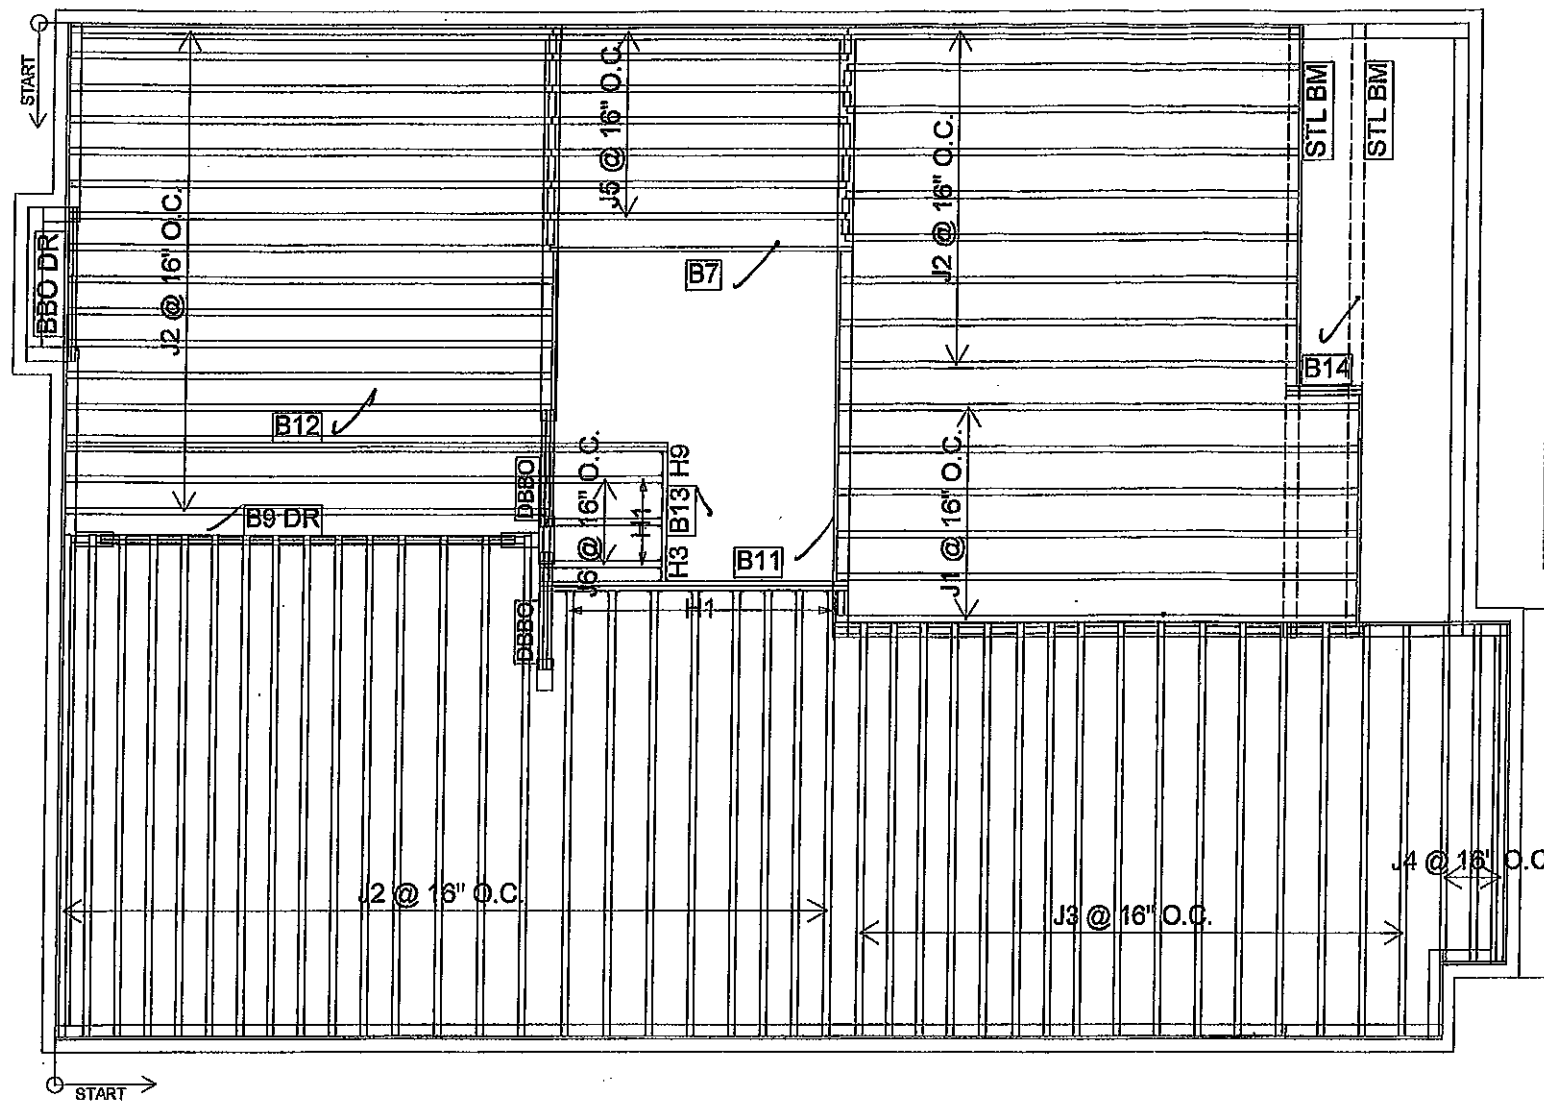 START
J2 @ 16" O.C.
J5 @ 16" O.C.
J2 @ 16" O.C.
STL BM
STL BM
BBO DR
B7
B14
B12
DBBO
J6 @ 16" O.C.
H1
H9
B13
H3
J1 @ 16" O.C.
B9 DR
B11
DBBO
H1
J2 @ 16" O.C.
J3 @ 16" O.C.
J4 @ 16' O.C
START